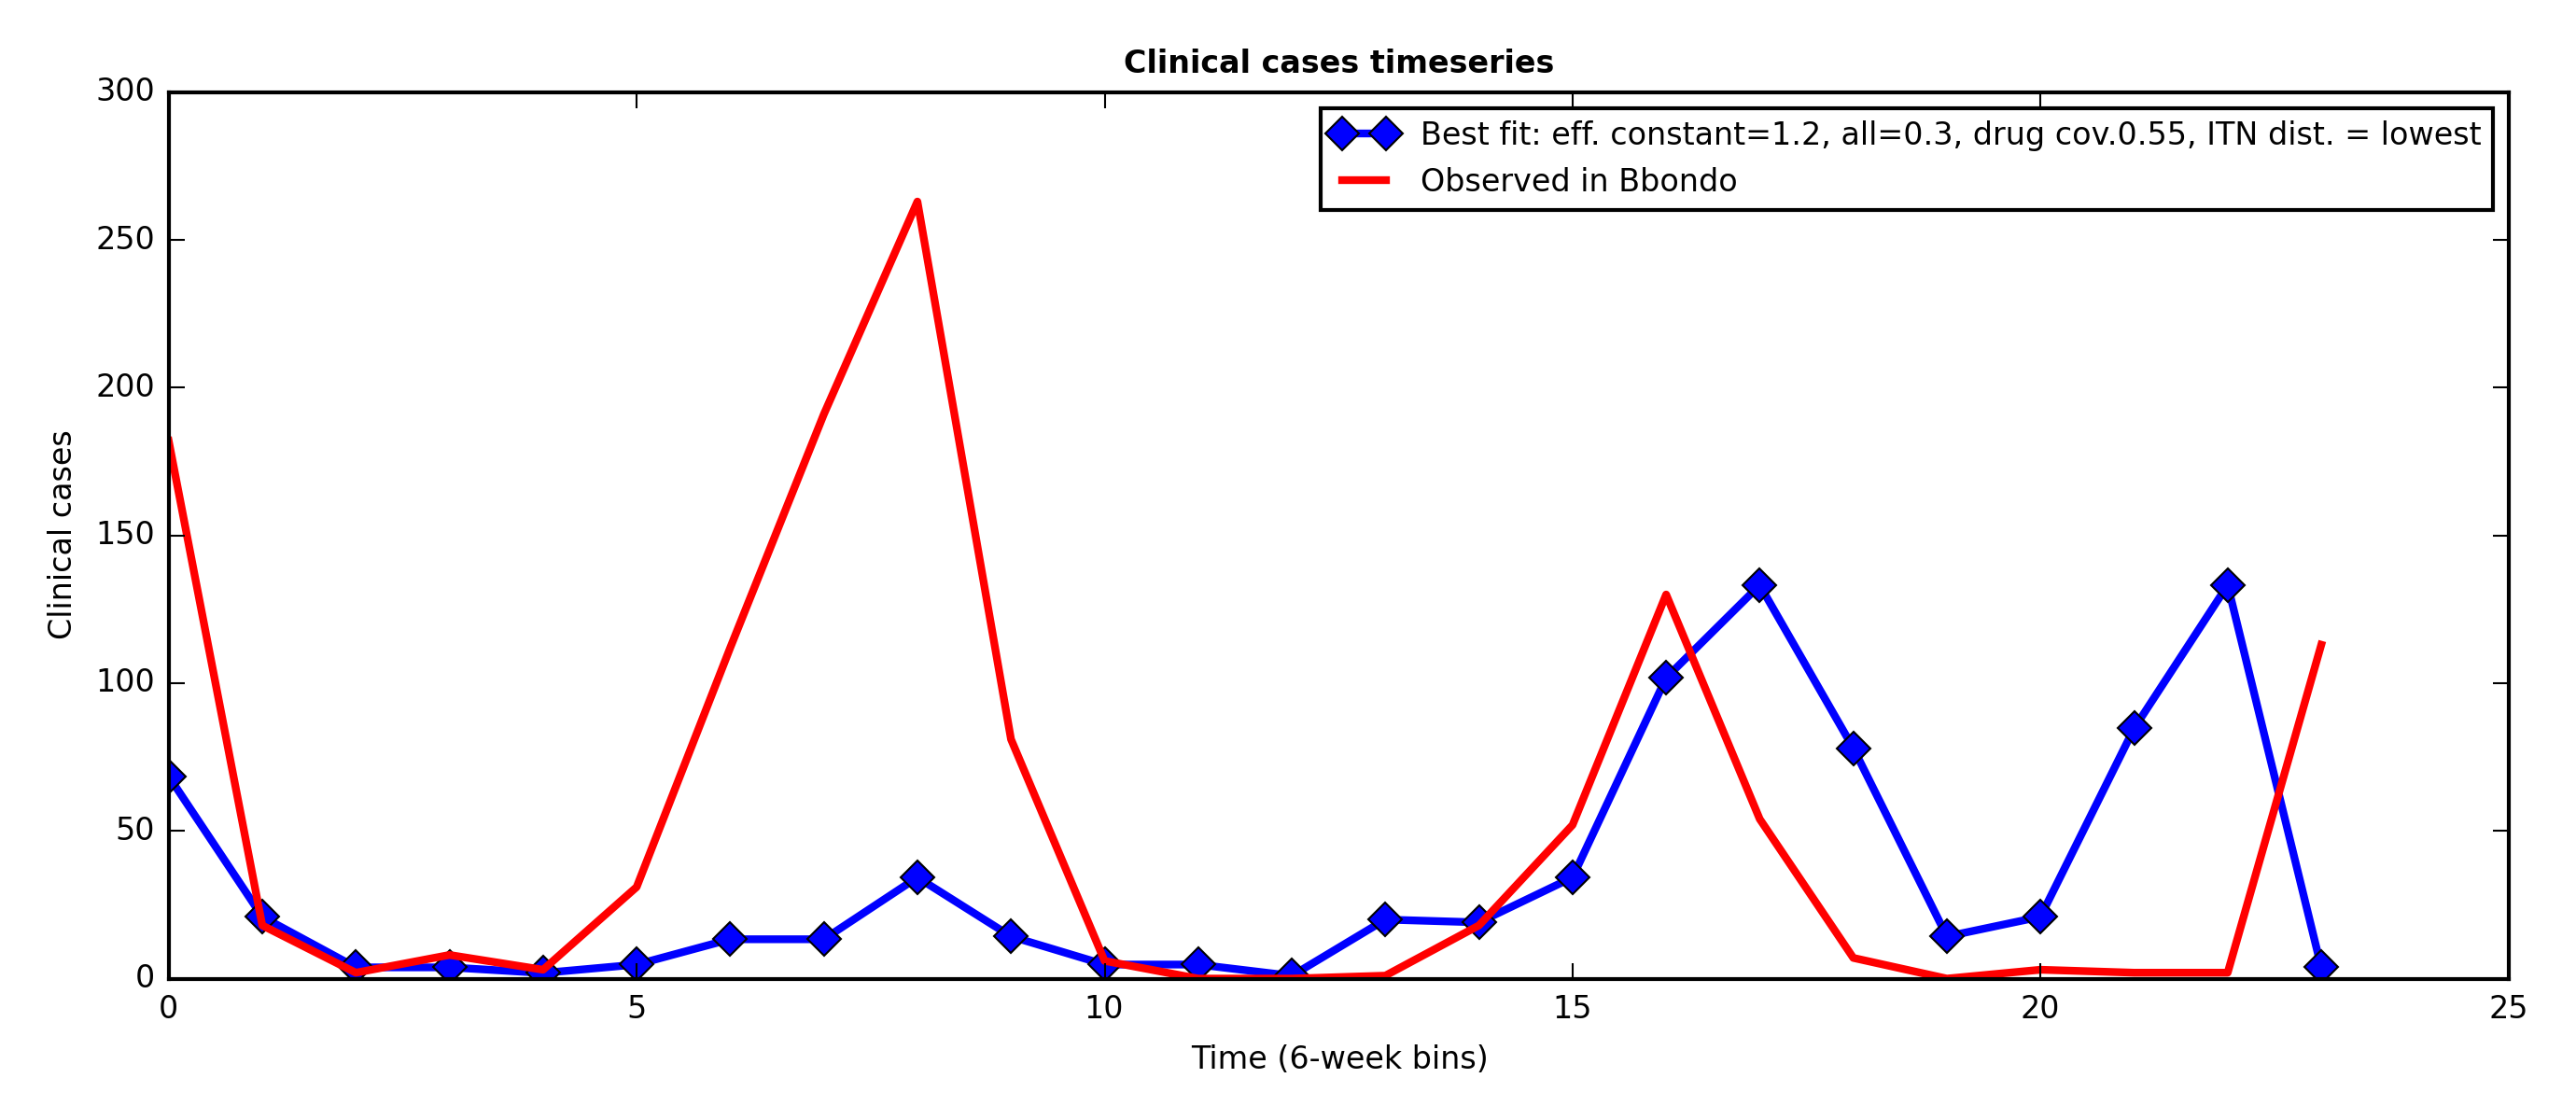 Clinical cases timeseries
300
250
200
150
100
50
0
Clinical cases
Best fit: eff. constant=1.2, all=0.3, drug cov.0.55, ITN dist. = lowest
Observed in Bbondo
0 5 10 15 20 25
Time (6-week bins)